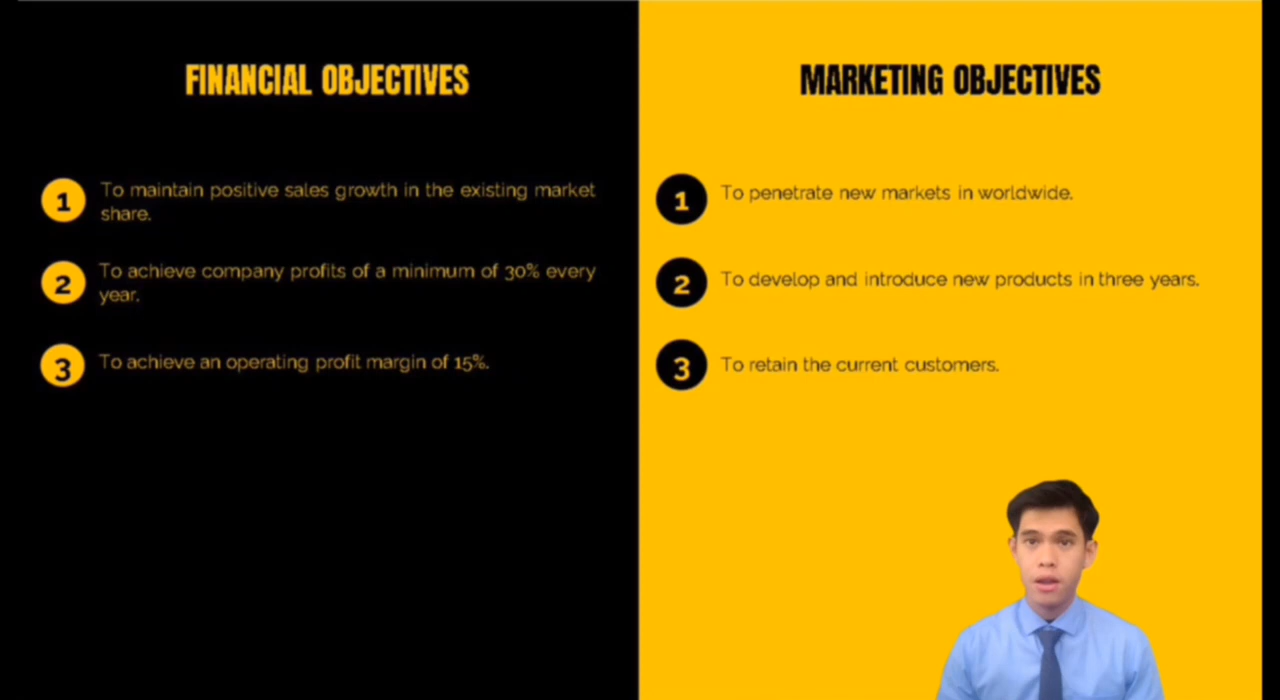 FINANCIAL OBJECTIVES
1
To maintain positive sales growth in the existing market
share.
2
To achieve company profits of a minimum of 30% every
year.
3
To achieve an operating profit margin of 15%.
MARKETING OBJECTIVES
1
To penetrate new markets in worldwide.
2
To develop and introduce new products in three years.
3
To retain the current customers.